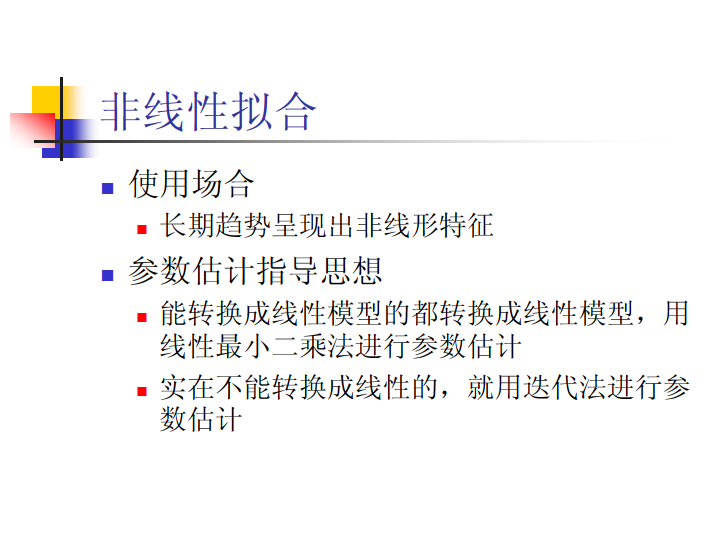 非线性拟合
使用场合
长期趋势呈现出非线形特征
参数估计指导思想
能转换成线性模型的都转换成线性模型，用
线性最小二乘法进行参数估计
实在不能转换成线性的，就用迭代法进行参
数估计